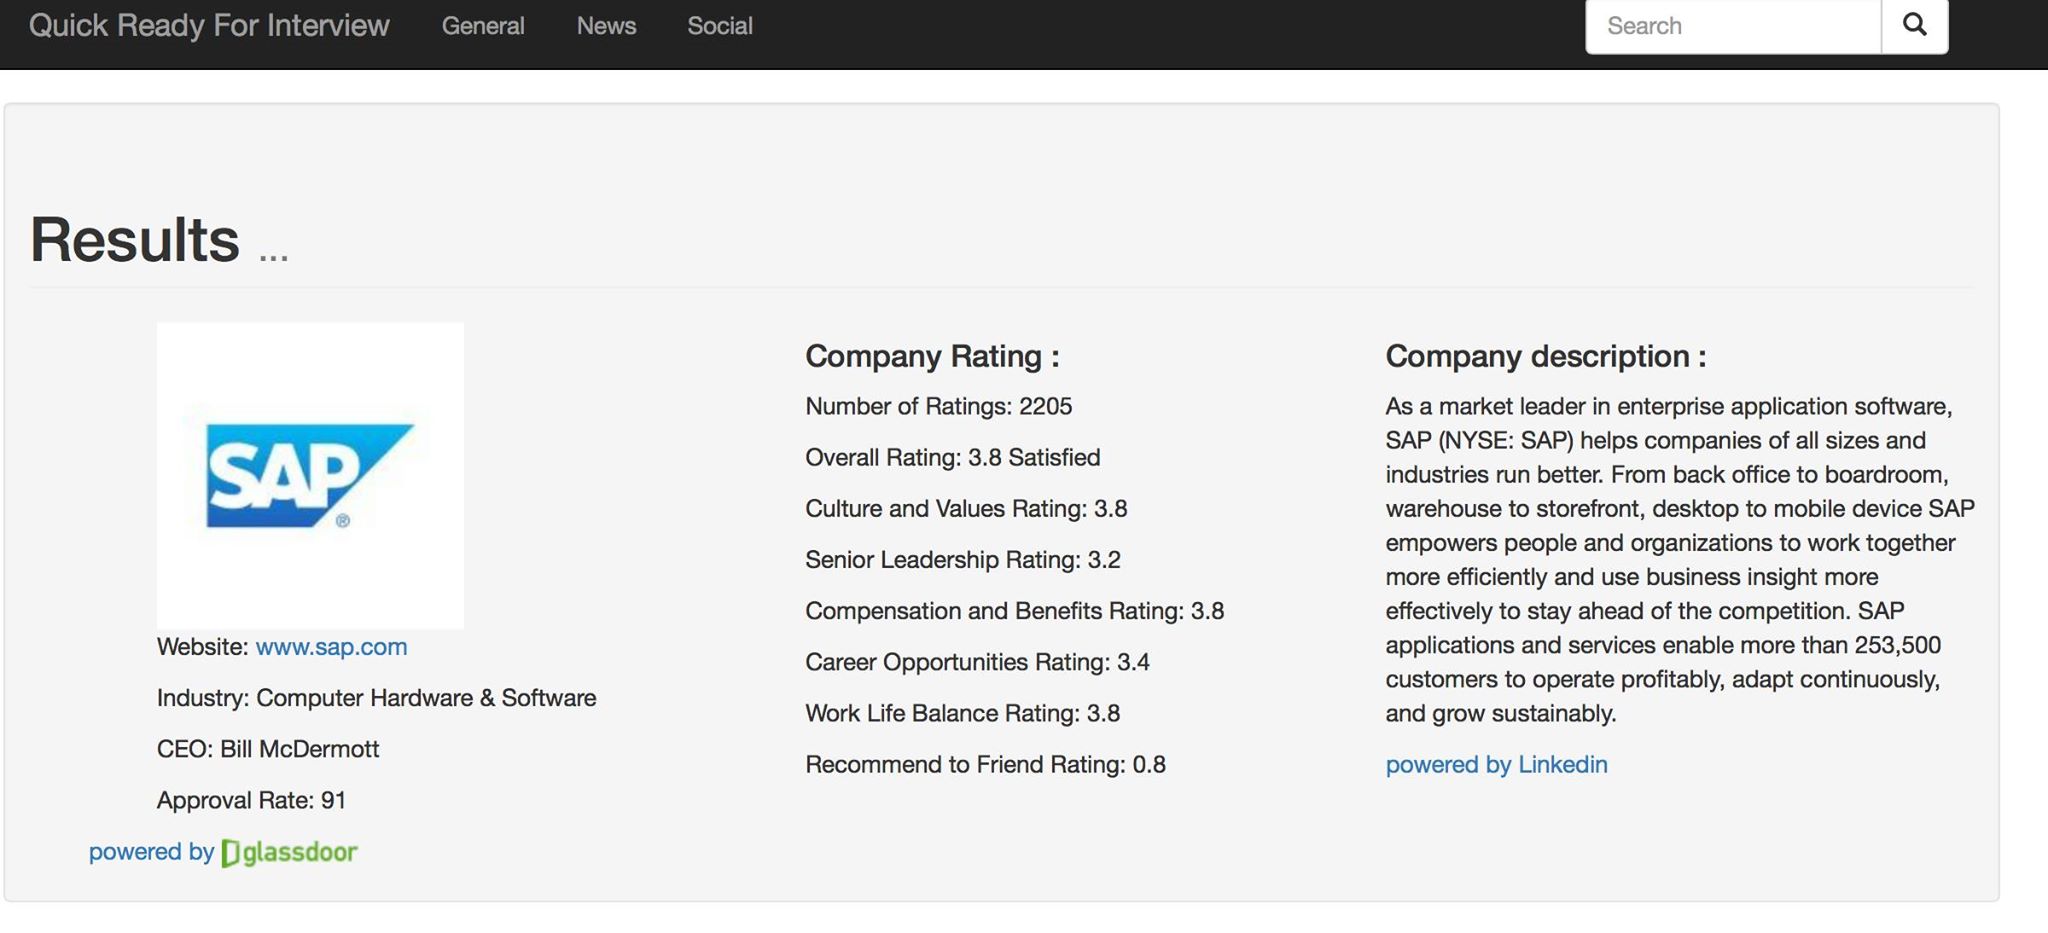 Quick Ready For Interview General News Social Search
Results ...
SAP®
Website: www.sap.com
Industry: Computer Hardware & Software
CEO: Bill McDermott
Approval Rate: 91
powered by glassdoor
Company Rating :
Number of Ratings: 2205
Overall Rating: 3.8 Satisfied
Culture and Values Rating: 3.8
Senior Leadership Rating: 3.2
Compensation and Benefits Rating: 3.8
Career Opportunities Rating: 3.4
Work Life Balance Rating: 3.8
Recommend to Friend Rating: 0.8
Company description :
As a market leader in enterprise application software,
SAP (NYSE: SAP) helps companies of all sizes and
industries run better. From back office to boardroom,
warehouse to storefront, desktop to mobile device SAP
empowers people and organizations to work together
more efficiently and use business insight more
effectively to stay ahead of the competition. SAP
applications and services enable more than 253,500
customers to operate profitably, adapt continuously,
and grow sustainably.
powered by Linkedin